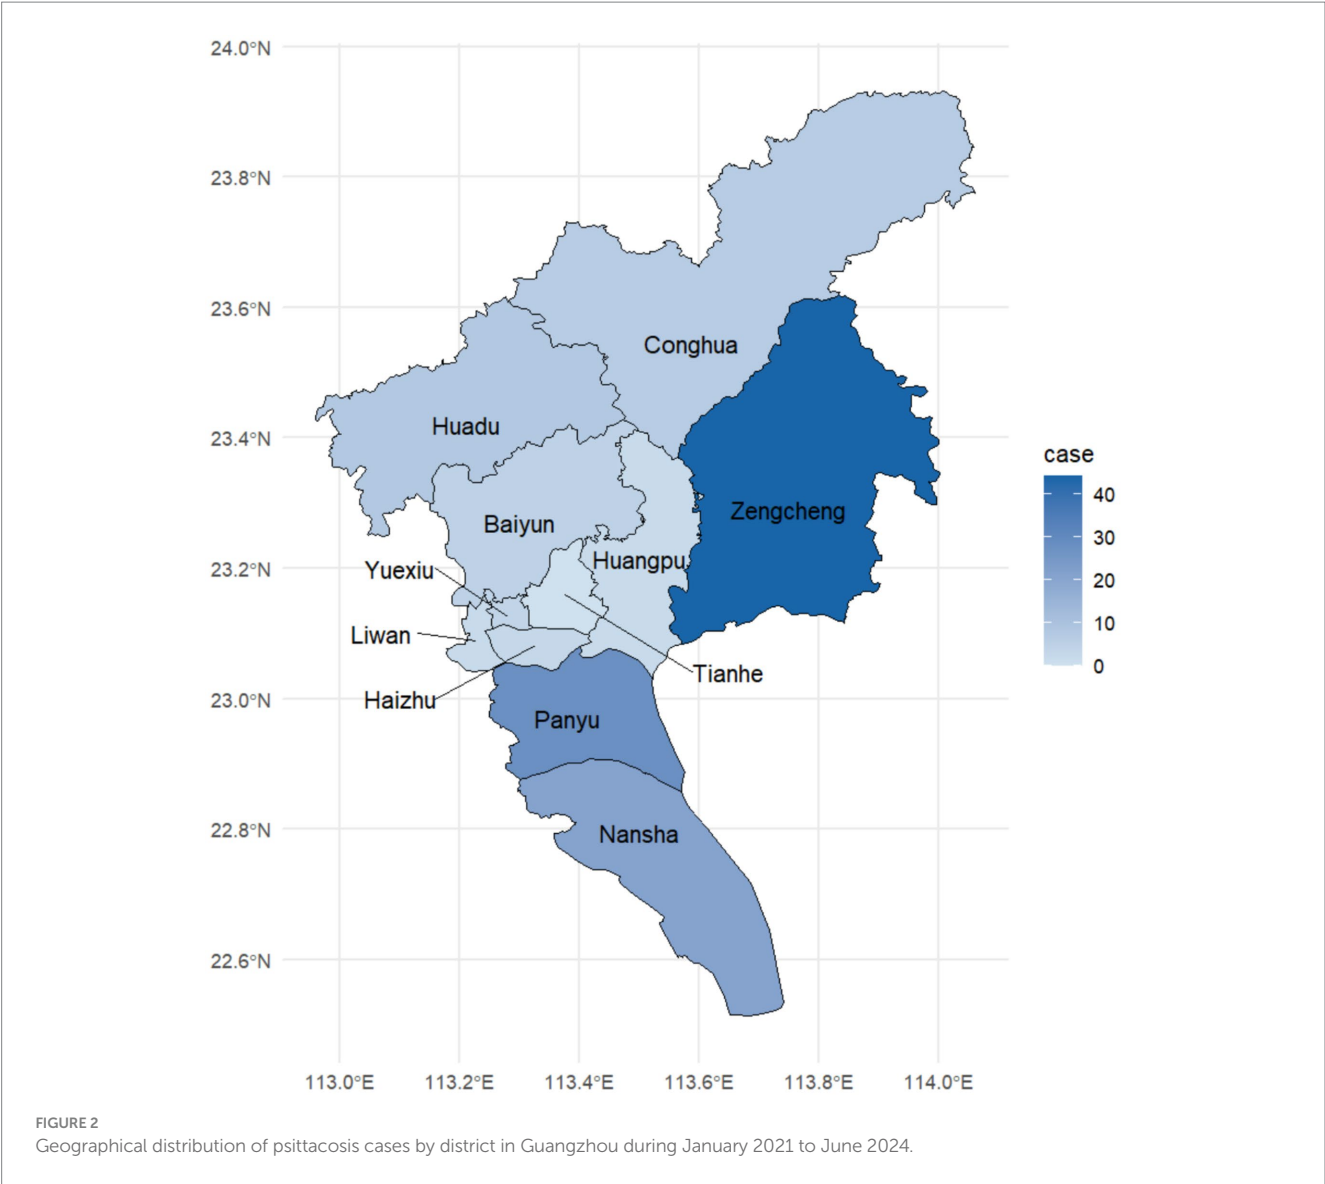 24.0°N
23.8°N
23.6°N
23.4°N
23.2°N
23.0°N
22.8°N
22.6°N
Conghua
Huadu
Zengcheng
Baiyun
Huangpu
Yuexiu
Liwan
Tianhe
Haizhu
Panyu
Nansha
case
40
30
20
10
0
113.0°E 113.2°E 113.4°E 113.6°E 113.8°E 114.0°E
FIGURE 2
Geographical distribution of psittacosis cases by district in Guangzhou during January 2021 to June 2024.